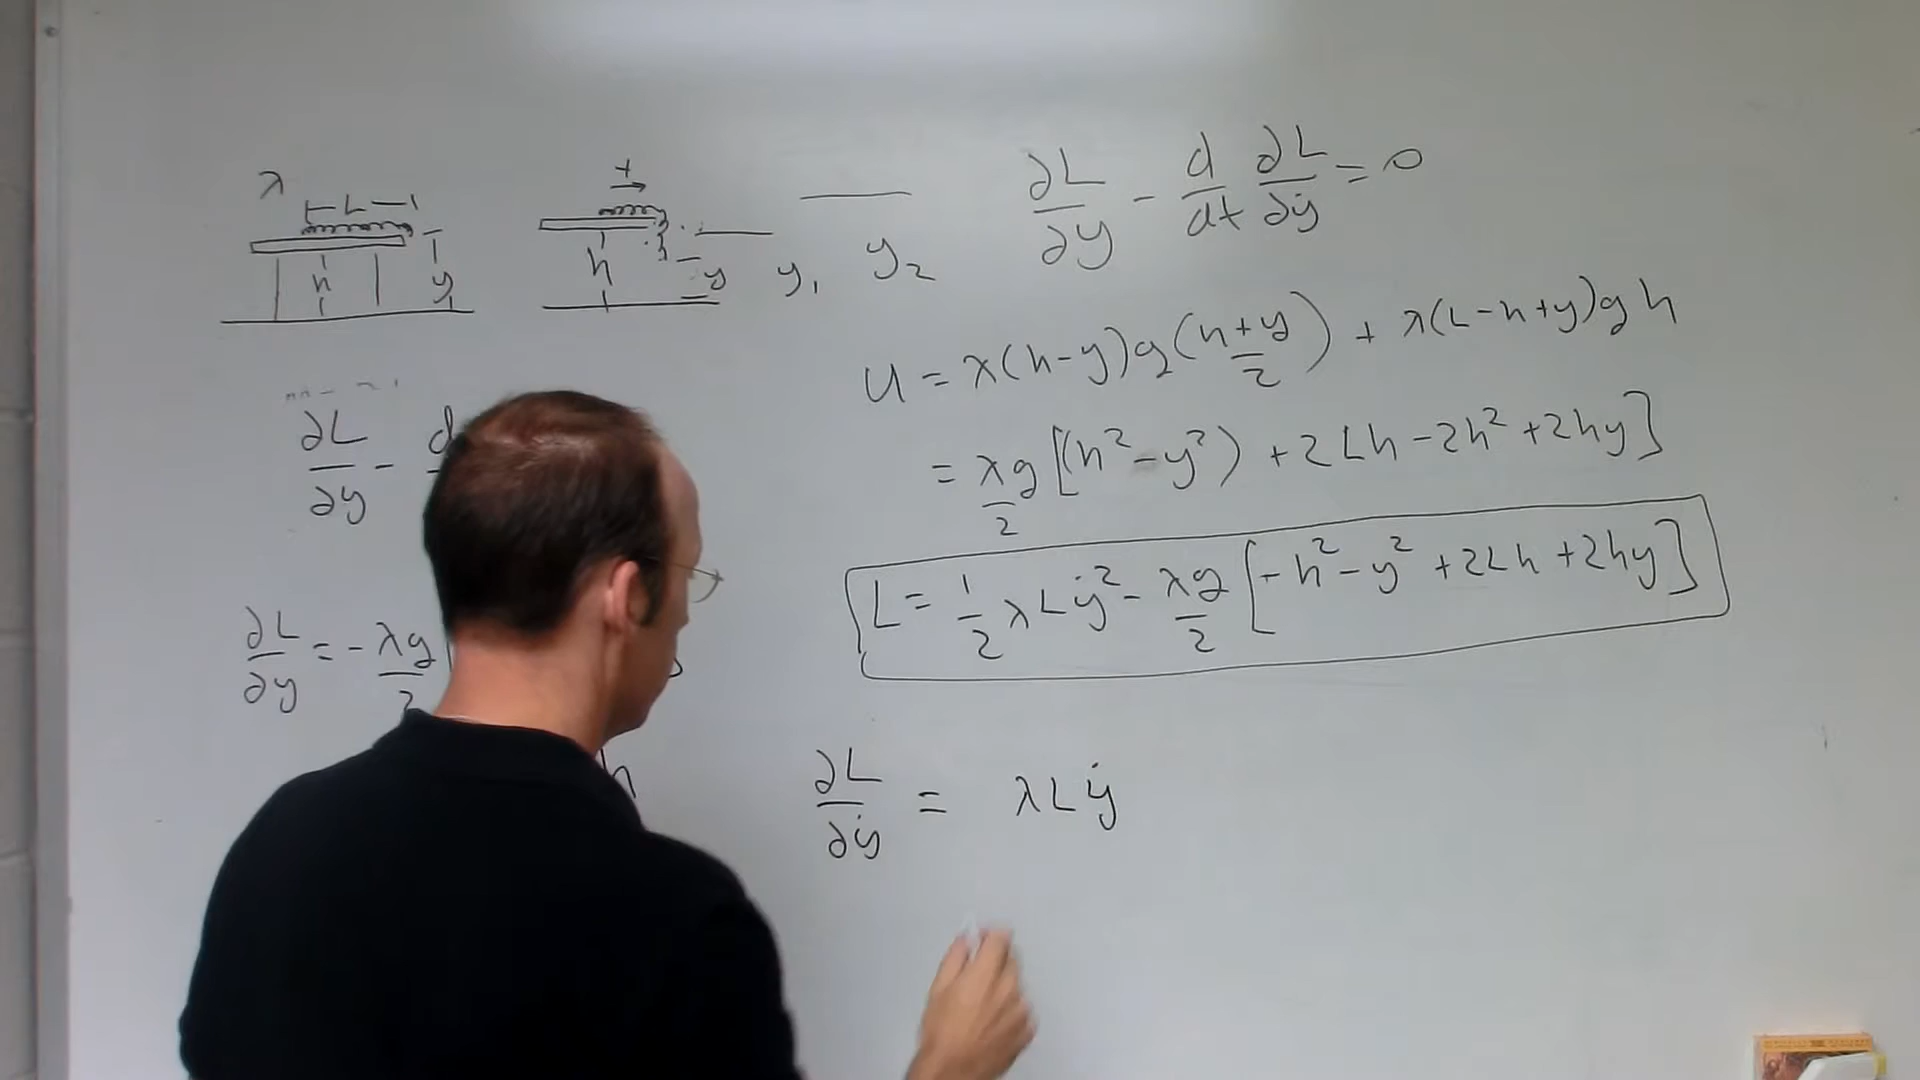 λ
⊢L⊣
h
y
+
h
y
y₁
y₂
∂L/∂y - d/dt ∂L/∂ẏ = 0
U = λ(h-y)g(h+y/2) + λ(L-h+y)gh
= λg/2 [(h²-y²) + 2Lh - 2h² + 2hy]
L = 1/2 λLẏ² - λg/2 [-h²-y² + 2Lh + 2hy]
∂L/∂y - d
∂L/∂y = - λg/2
h
∂L/∂ẏ = λLẏ